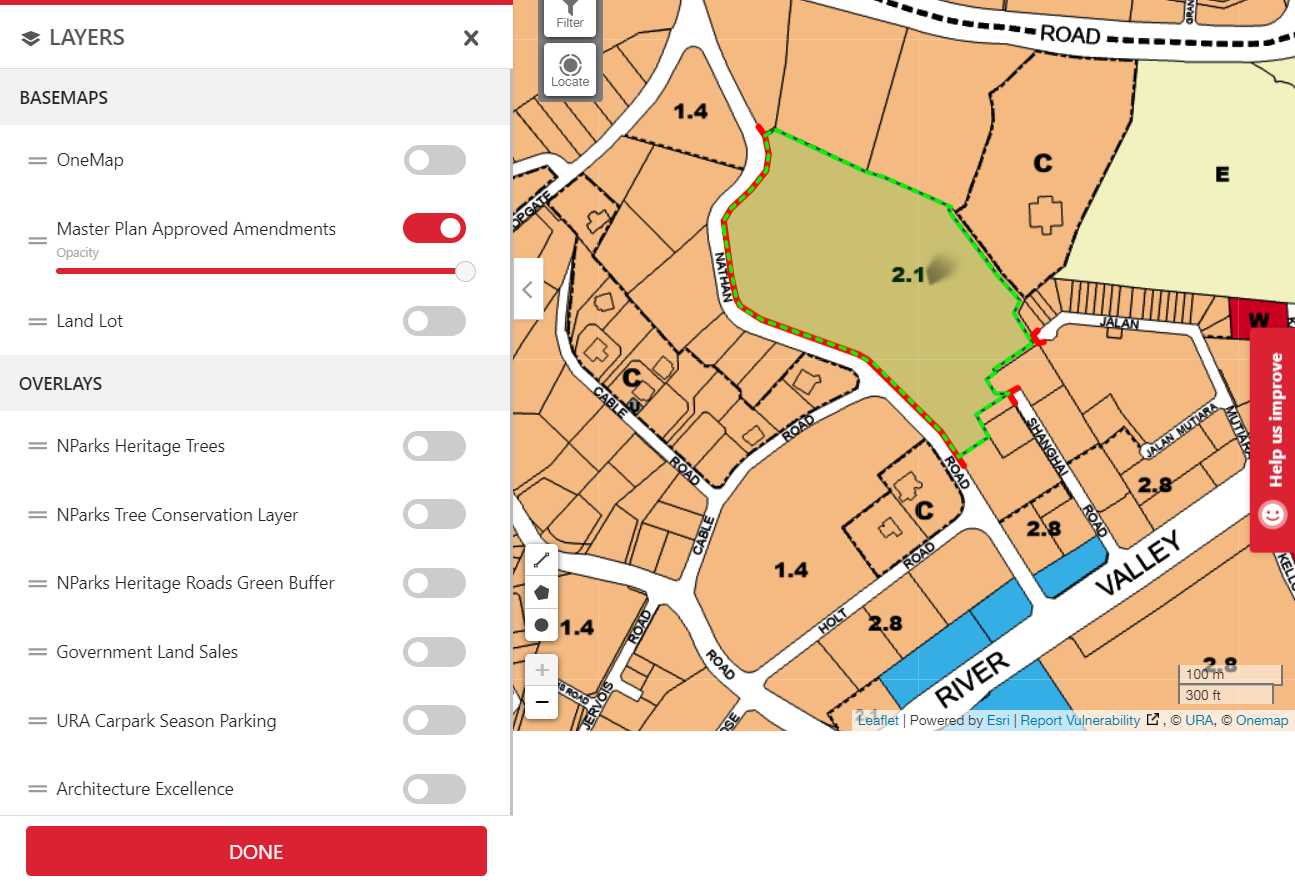 LAYERS
BASEMAPS
OneMap
Master Plan Approved Amendments
Opacity
Land Lot
OVERLAYS
NParks Heritage Trees
NParks Tree Conservation Layer
NParks Heritage Roads Green Buffer
Government Land Sales
URA Carpark Season Parking
Architecture Excellence
DONE
Filter
Locate
ROAD
1.4
C
E
2.1
NATHAN
JALAN
W
C
CABLE
ROAD
ROAD
ROAD
SHANGHAI
ROAD
JALAN MUTIARA
MUTIARA
2.8
C
2.8
CABLE
ROAD
1.4
HOLT
2.8
VALLEY
RIVER
1.4
ROAD
ROAD
JERVOIS
2.8
2.1
Help us improve
+
−
100 m
300 ft
Leaflet | Powered by Esri | Report Vulnerability , © URA, © Onemap